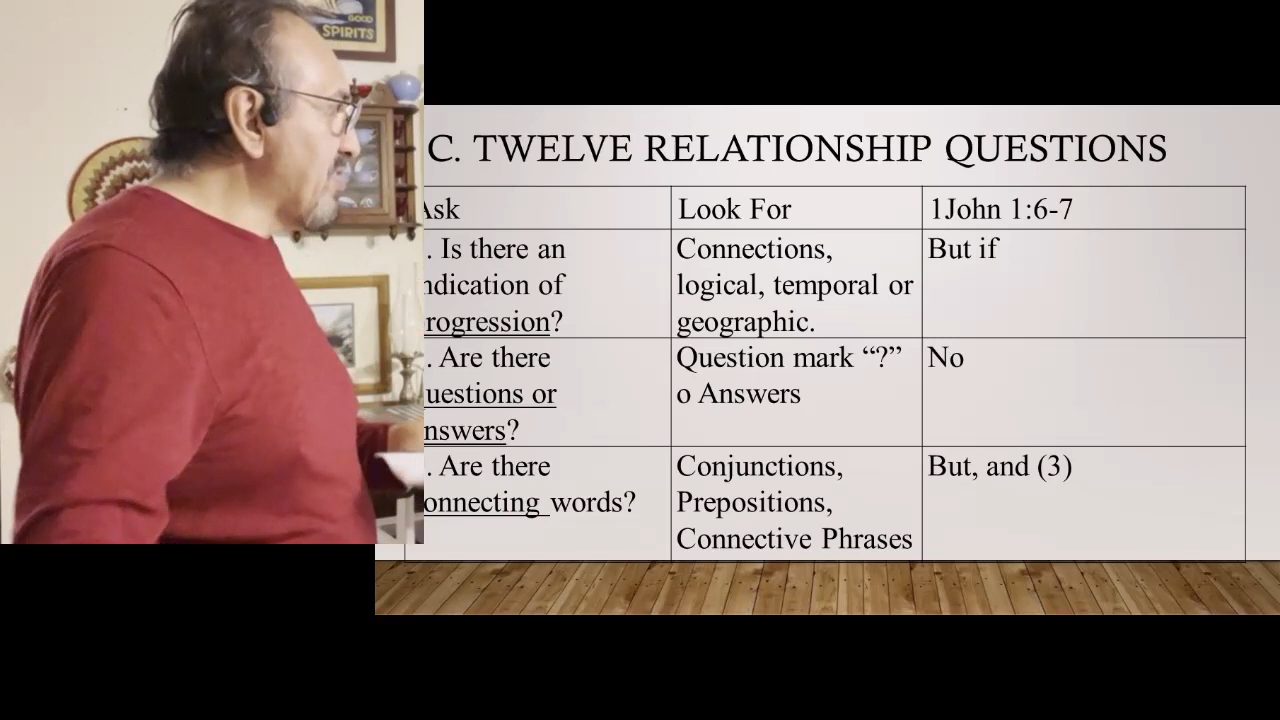 GOOD
SPIRITS
C. TWELVE RELATIONSHIP QUESTIONS
Ask
Look For
1John 1:6-7
. Is there an
ndication of
rogression?
Connections,
logical, temporal or
geographic.
But if
. Are there
uestions or
nswers?
Question mark “?”
o Answers
No
. Are there
onnecting words?
Conjunctions,
Prepositions,
Connective Phrases
But, and (3)